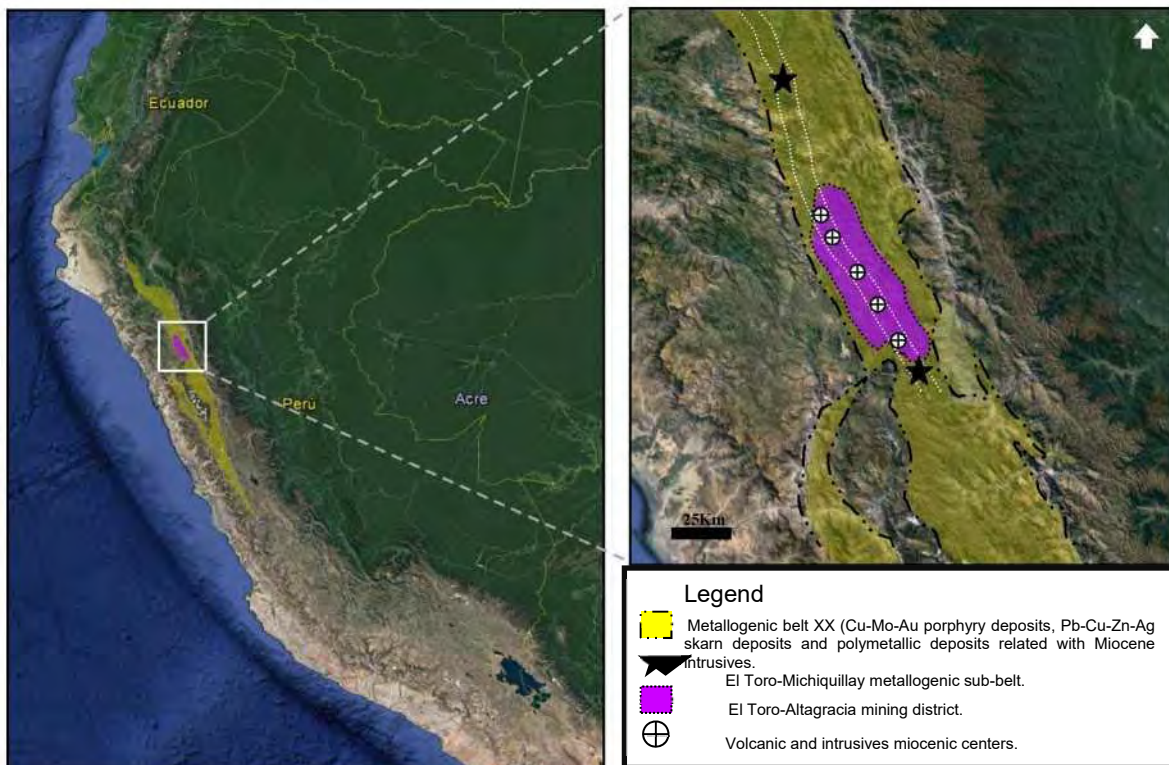 Ecuador
Perú
Acre
25Km
Legend
Metallogenic belt XX (Cu-Mo-Au porphyry deposits, Pb-Cu-Zn-Ag
skarn deposits and polymetallic deposits related with Miocene
intrusives.
El Toro-Michiquillay metallogenic sub-belt.
El Toro-Altagracia mining district.
Volcanic and intrusives miocenic centers.